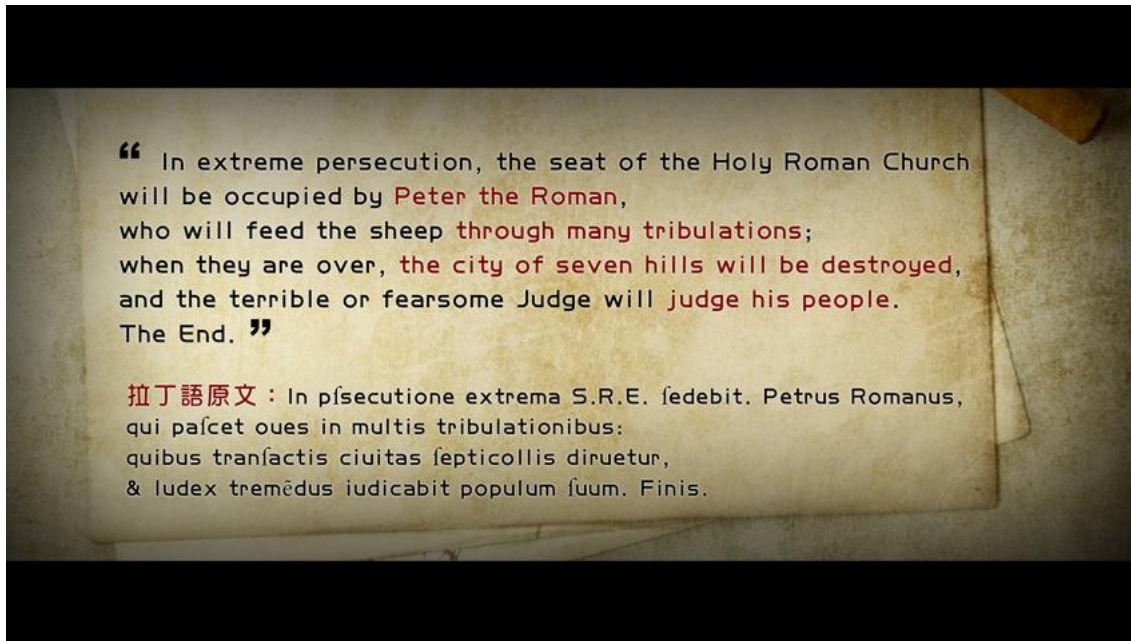 “ In extreme persecution, the seat of the Holy Roman Church
will be occupied by Peter the Roman,
who will feed the sheep through many tribulations;
when they are over, the city of seven hills will be destroyed,
and the terrible or fearsome Judge will judge his people.
The End. ”
拉丁語原文：In pſsecutione extrema S.R.E. ſedebit. Petrus Romanus,
qui paſcet oues in multis tribulationibus:
quibus tranſactis ciuitas ſepticollis diruetur,
& Iudex tremẽdus iudicabit populum ſuum. Finis.